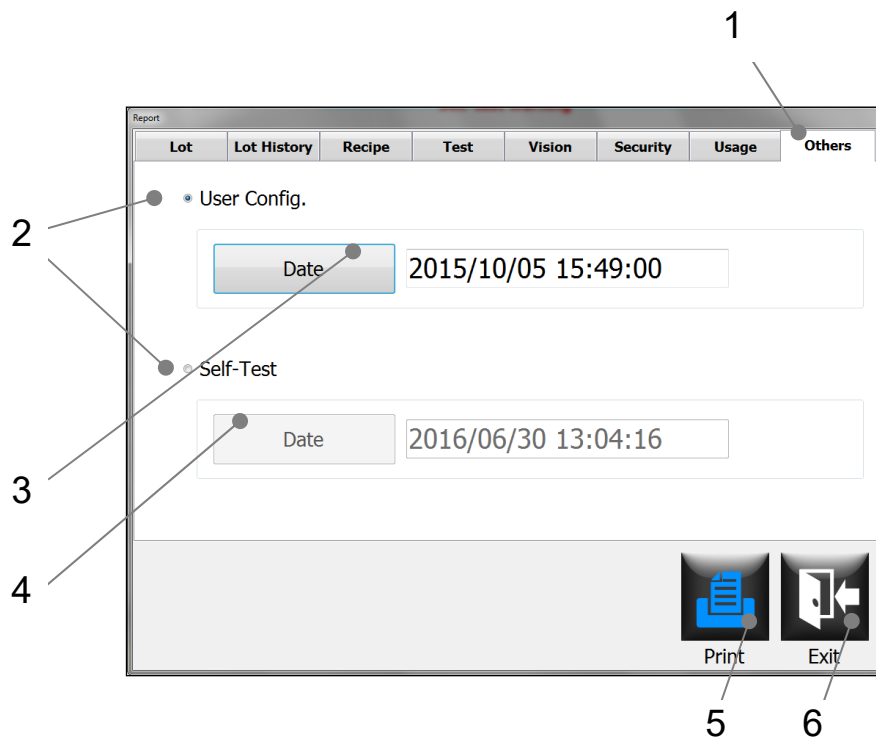 1
Report
Lot Lot History Recipe Test Vision Security Usage Others
User Config.
2
Date 2015/10/05 15:49:00
Self-Test
Date 2016/06/30 13:04:16
3
4
Print Exit
5 6